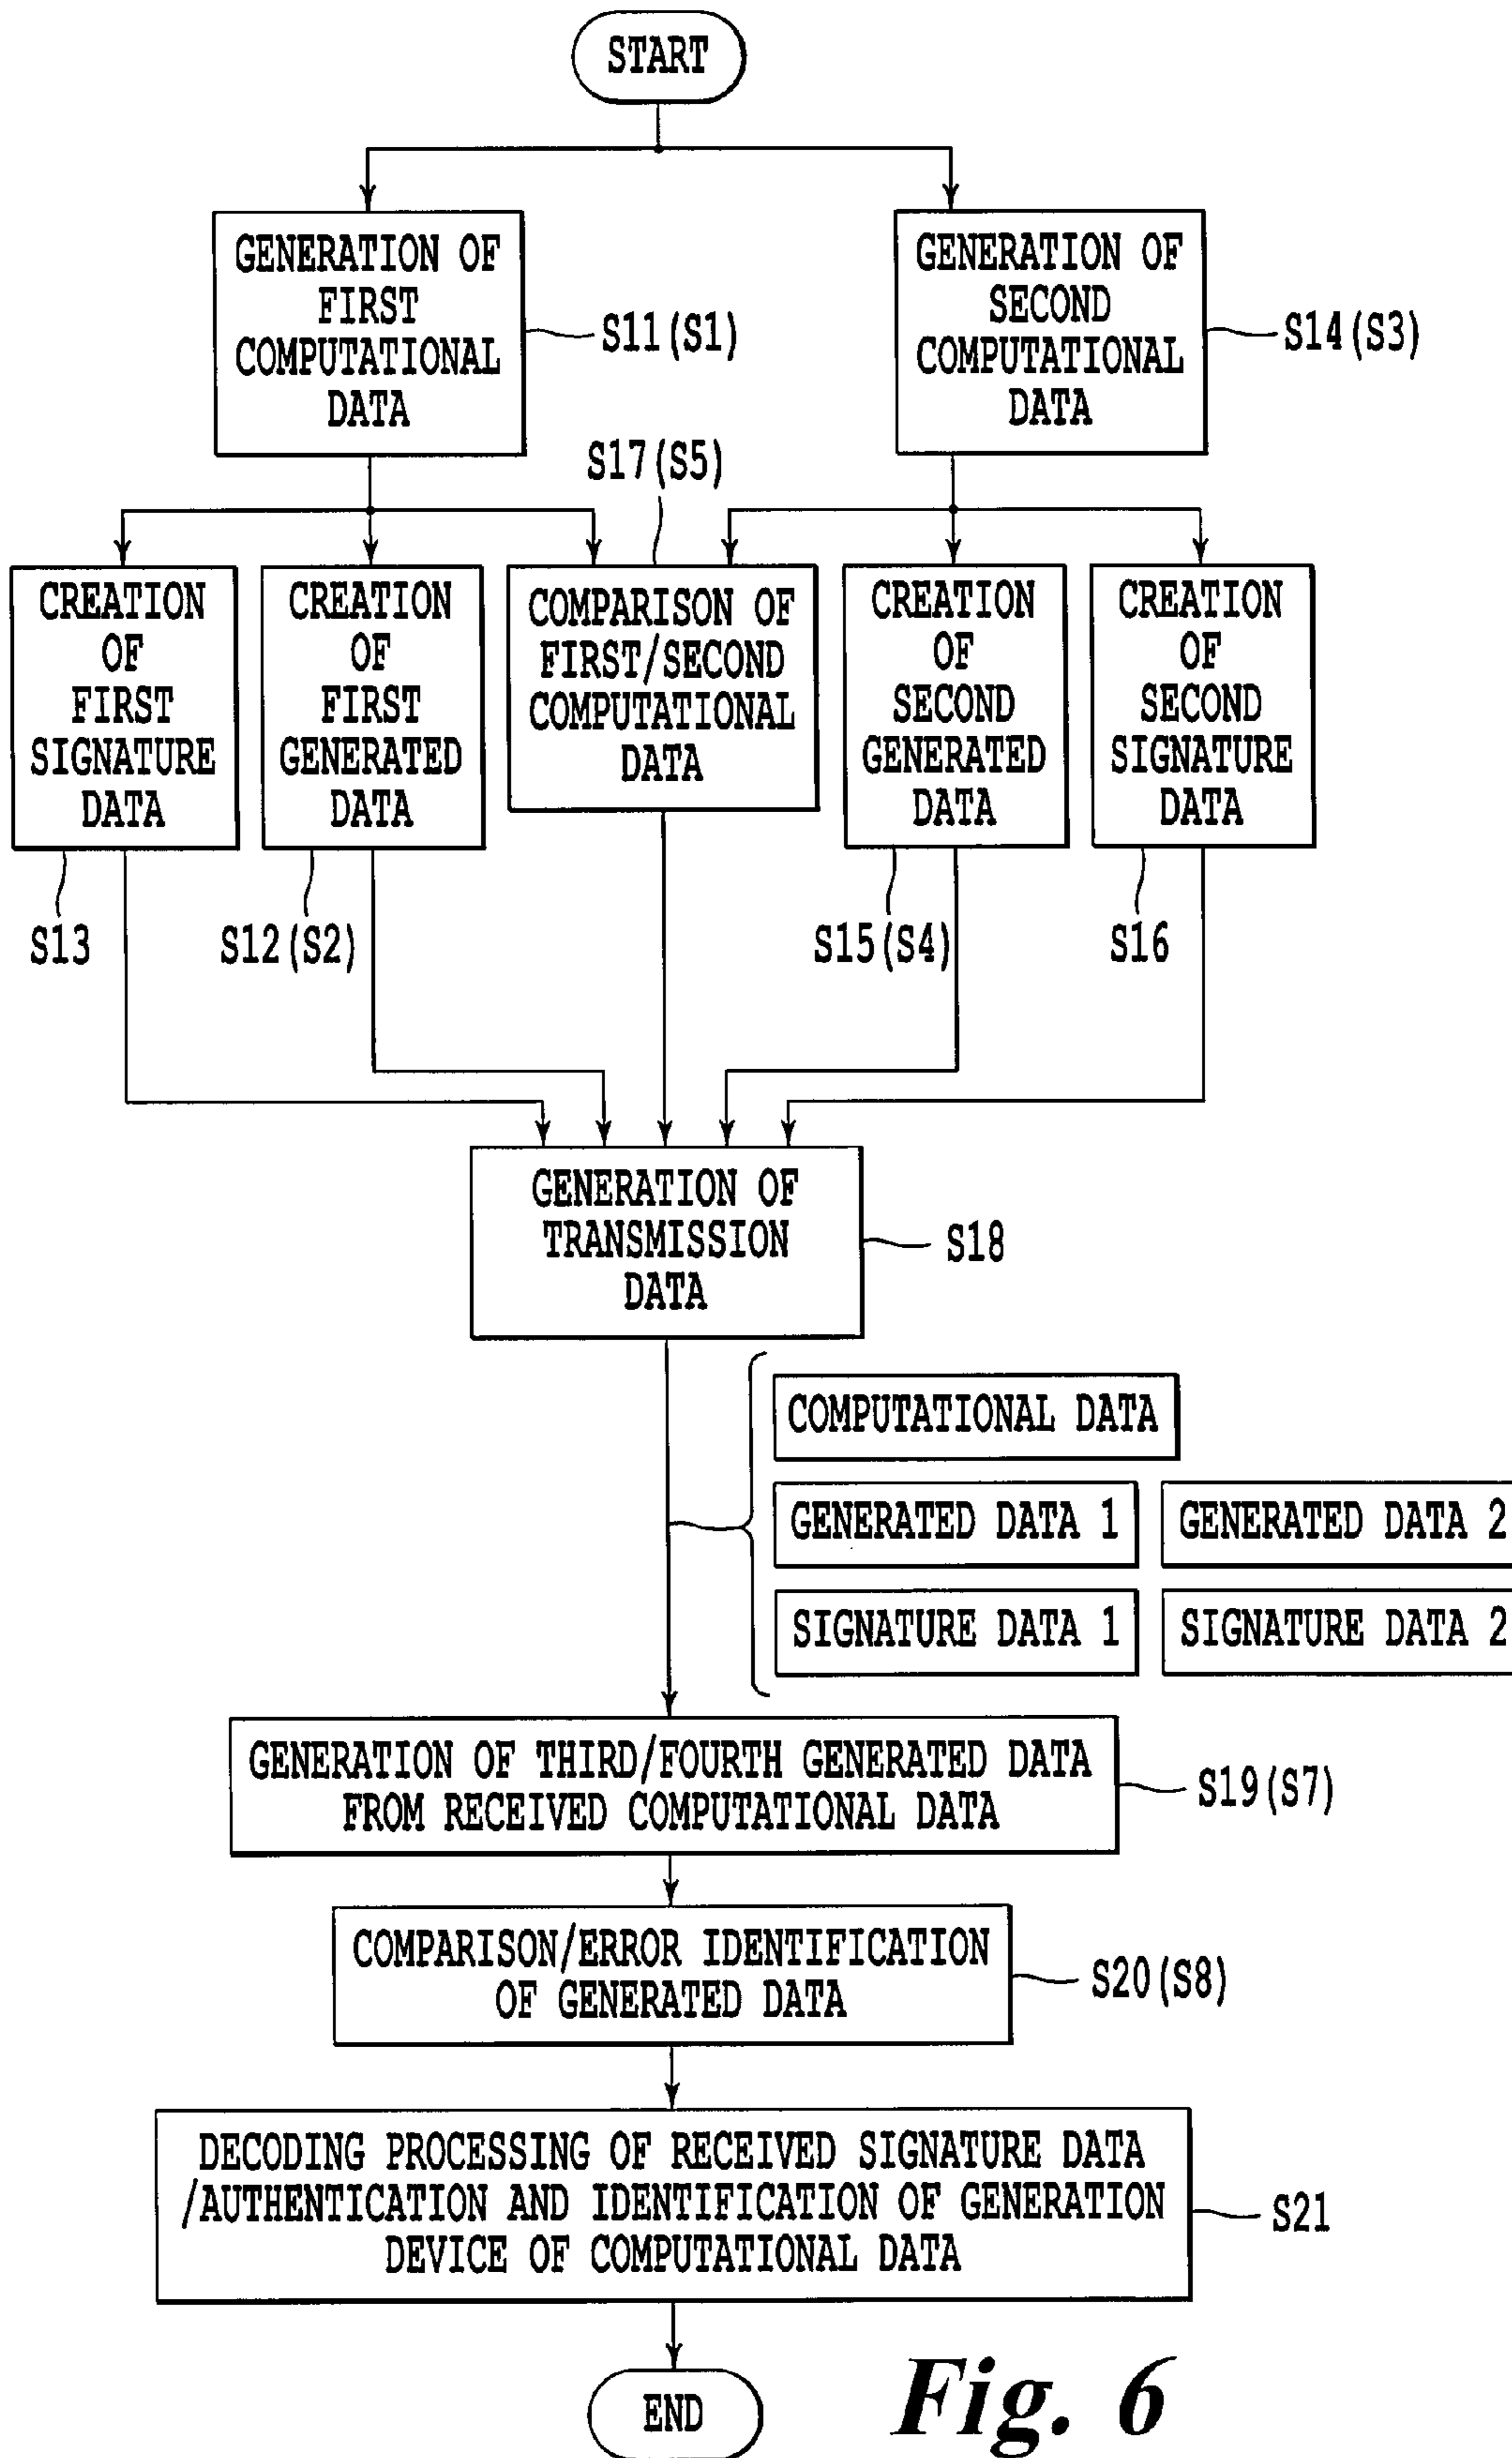 START
GENERATION OF
FIRST
COMPUTATIONAL
DATA
S11(S1)
GENERATION OF
SECOND
COMPUTATIONAL
DATA
S14(S3)
S17(S5)
CREATION
OF
FIRST
SIGNATURE
DATA
S13
CREATION
OF
FIRST
GENERATED
DATA
S12(S2)
COMPARISON OF
FIRST/SECOND
COMPUTATIONAL
DATA
CREATION
OF
SECOND
GENERATED
DATA
S15(S4)
CREATION
OF
SECOND
SIGNATURE
DATA
S16
GENERATION OF
TRANSMISSION
DATA
S18
COMPUTATIONAL DATA
GENERATED DATA 1
GENERATED DATA 2
SIGNATURE DATA 1
SIGNATURE DATA 2
GENERATION OF THIRD/FOURTH GENERATED DATA
FROM RECEIVED COMPUTATIONAL DATA
S19(S7)
COMPARISON/ERROR IDENTIFICATION
OF GENERATED DATA
S20(S8)
DECODING PROCESSING OF RECEIVED SIGNATURE DATA
/AUTHENTICATION AND IDENTIFICATION OF GENERATION
DEVICE OF COMPUTATIONAL DATA
S21
END
Fig. 6